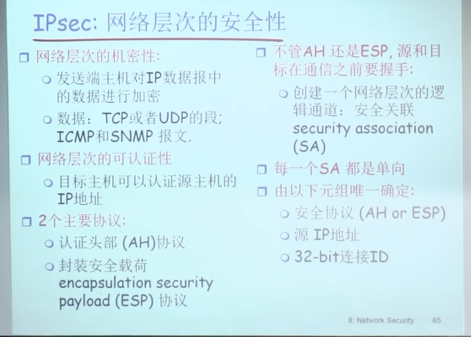 IPsec: 网络层次的安全性
网络层次的机密性:
发送端主机对IP数据报中
的数据进行加密
数据：TCP或者UDP的段;
ICMP和SNMP 报文.
网络层次的可认证性
目标主机可以认证源主机的
IP地址
2个主要协议:
认证头部 (AH)协议
封装安全载荷
encapsulation security
payload (ESP) 协议
不管AH 还是ESP, 源和目
标在通信之前要握手:
创建一个网络层次的逻
辑通道：安全关联
security association
(SA)
每一个SA 都是单向
由以下元组唯一确定:
安全协议 (AH or ESP)
源 IP地址
32-bit连接ID
8: Network Security 65